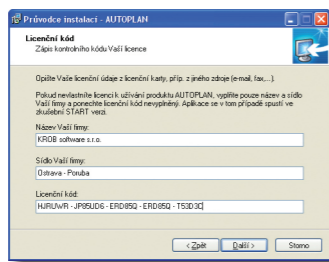 Průvodce instalací - AUTOPLAN
Licenční kód
Zápis kontrolního kódu Vaší licence
Opište Vaše licenční údaje z licenční karty, příp. z jiného zdroje (e-mail, fax,...).
Pokud nevlastníte licenci k užívání produktu AUTOPLAN, vyplňte pouze název a sídlo
Vaší firmy a ponechte licenční kód nevyplněný. Aplikace se v tom případě spustí ve
zkušební START verzi.
Název Vaší firmy:
KROB software s.r.o.
Sídlo Vaší firmy:
Ostrava - Poruba
Licenční kód:
HJRUWR - JP85UD6 - ERD85Q - ERD85Q - T53D3C
< Zpět
Další >
Storno